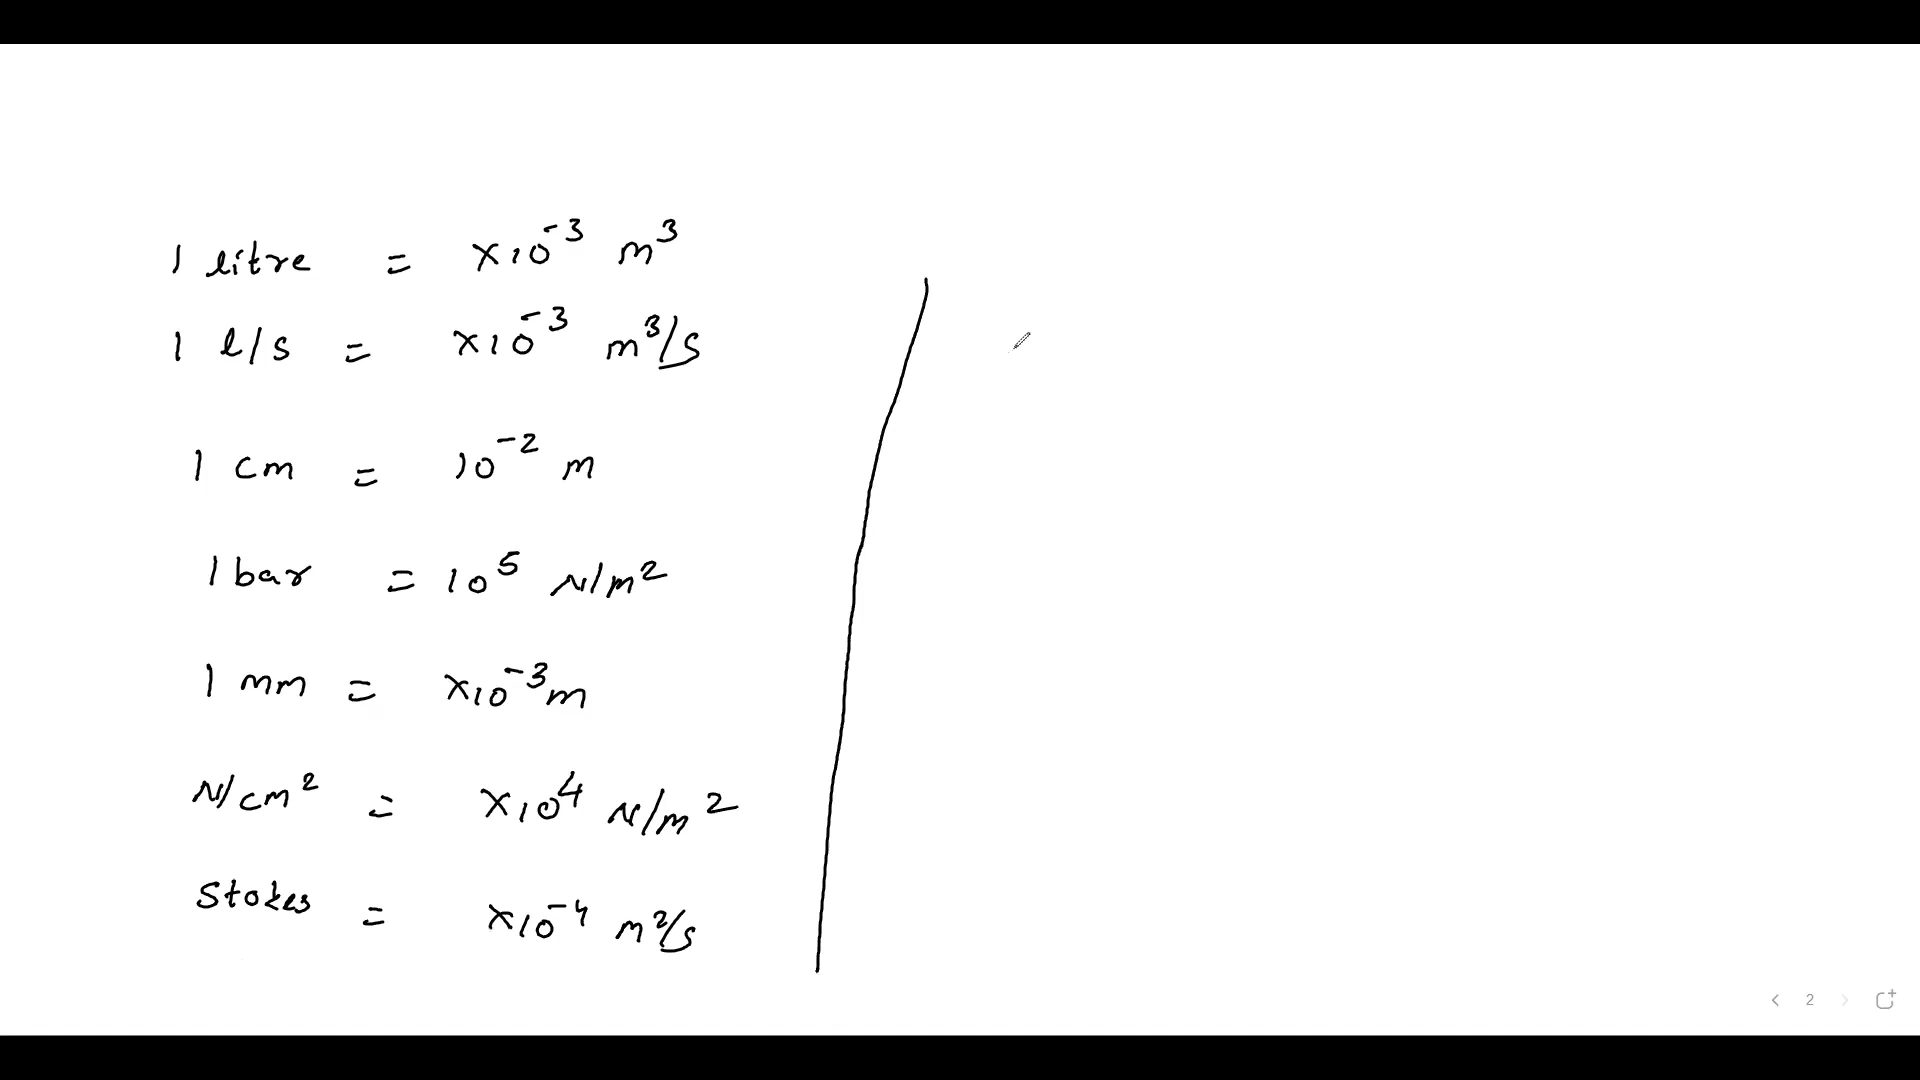 1 litre = ×10⁻³ m³
1 l/s = ×10⁻³ m³/s
1 cm = 10⁻² m
1 bar = 10⁵ N/m²
1 mm = ×10⁻³ m
N/cm² = ×10⁴ N/m²
Stokes = ×10⁻⁴ m²/s
2